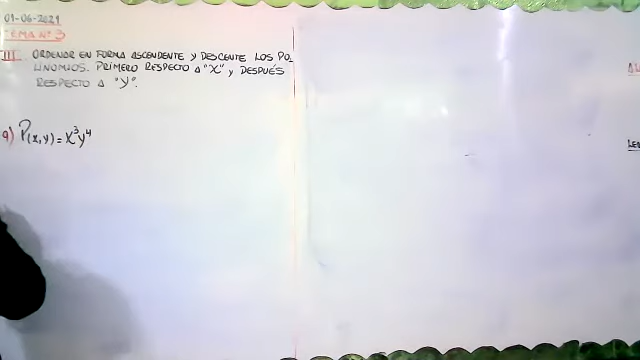 01-06-2021
TEMA Nº 3
III ORDENAR EN FORMA ASCENDENTE Y DESCENTE LOS PO-
LINOMIOS. PRIMERO RESPECTO A "X" Y DESPUÉS
RESPECTO A "Y".
a) P(x,y) = x³y⁴